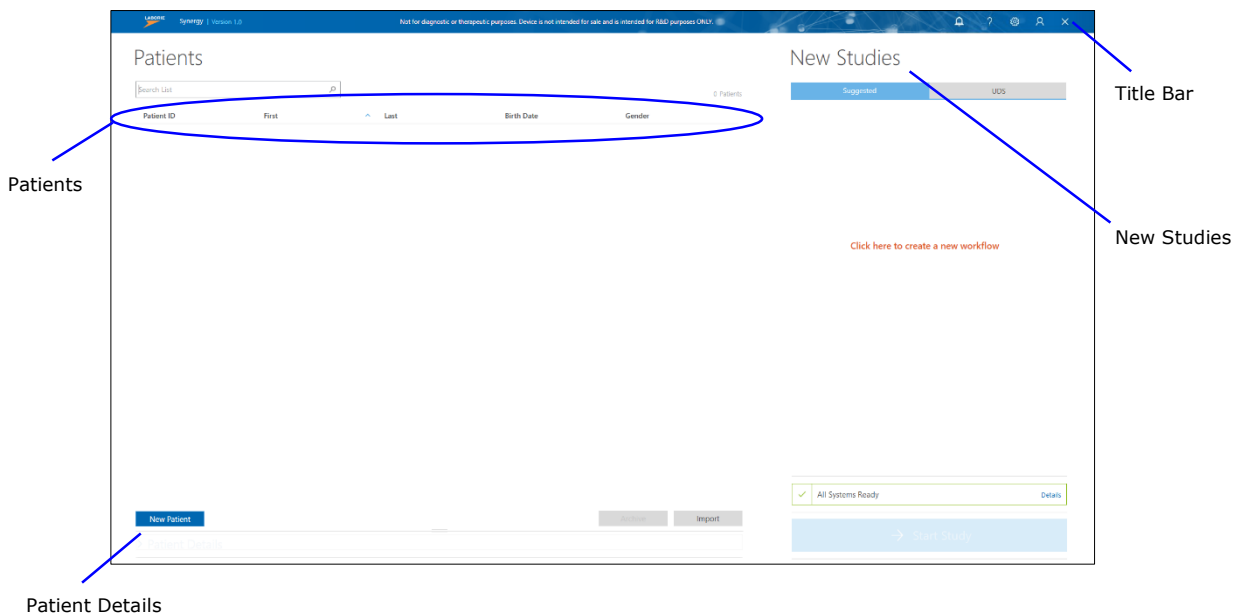 LABORIE Synergy | Version 1.0 Not for diagnostic or therapeutic purposes. Device is not intended for sale and is intended for R&D purposes ONLY. ?
Patients
New Studies
Search List
0 Patients
Suggested UDS
Title Bar
Patient ID First Last Birth Date Gender
Patients
New Studies
Click here to create a new workflow
All Systems Ready Details
New Patient Archive Import
Start Study
Patient Details
Patient Details